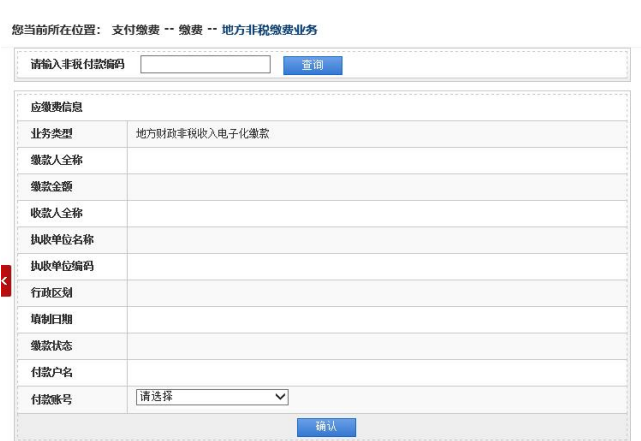 您当前所在位置： 支付缴费 -- 缴费 -- 地方非税缴费业务
请输入非税付款编码 查询
应缴费信息
业务类型 地方财政非税收入电子化缴款
缴款人全称
缴款金额
收款人全称
执收单位名称
执收单位编码
行政区划
填制日期
缴款状态
付款户名
付款账号 请选择
确认